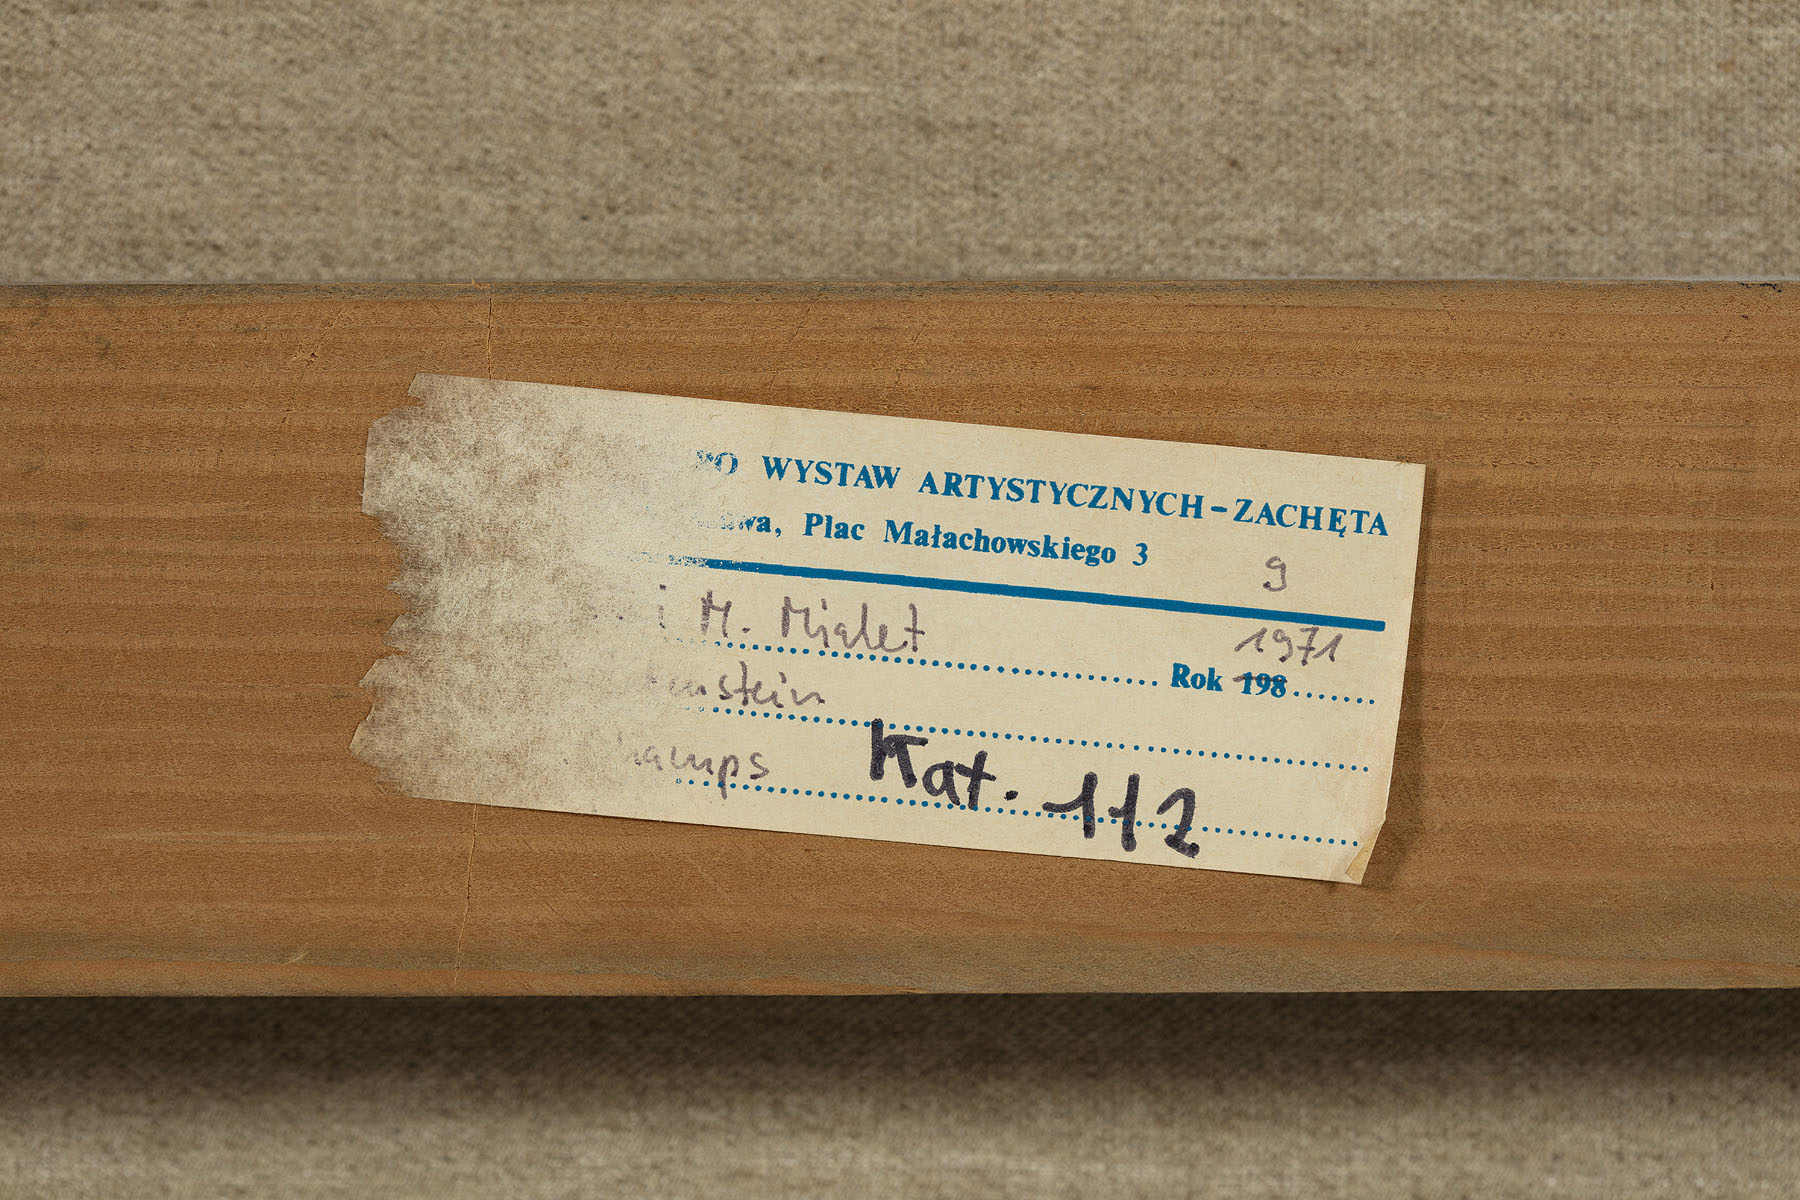 WYSTAW ARTYSTYCZNYCH-ZACHĘTA
Plac Małachowskiego 3
9
i M. Mialet
1971
Rok 198
Kat. 112